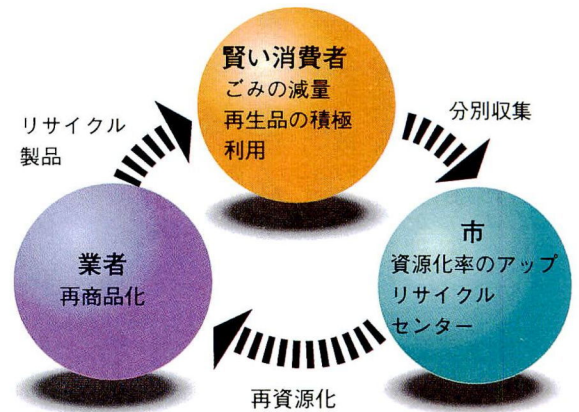 賢い消費者
ごみの減量
再生品の積極
利用
分別収集
市
資源化率のアップ
リサイクル
センター
再資源化
業者
再商品化
リサイクル
製品